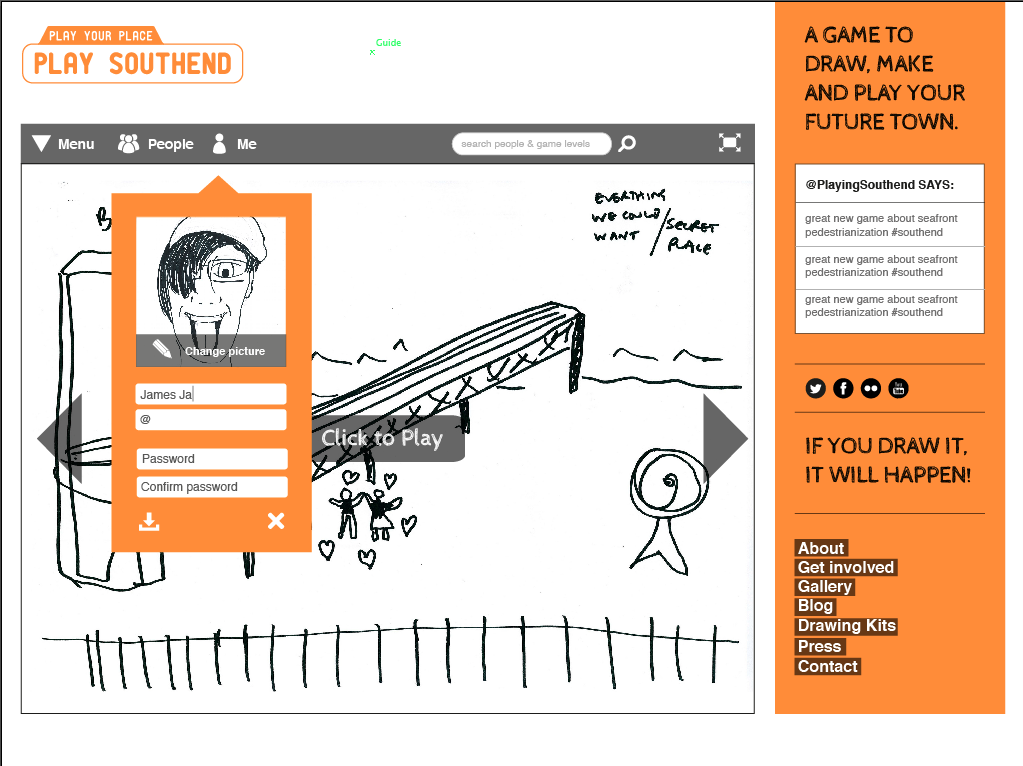 PLAY YOUR PLACE
PLAY SOUTHEND
Guide
Menu
People
Me
search people & game levels
EVERYTHING
WE COULD
WANT
/ SECRET
PLACE
B
Change picture
James Ja
@
Password
Confirm password
Click to Play
A GAME TO
DRAW, MAKE
AND PLAY YOUR
FUTURE TOWN.
@PlayingSouthend SAYS:
great new game about seafront
pedestrianization #southend
great new game about seafront
pedestrianization #southend
great new game about seafront
pedestrianization #southend
You
Tube
IF YOU DRAW IT,
IT WILL HAPPEN!
About
Get involved
Gallery
Blog
Drawing Kits
Press
Contact